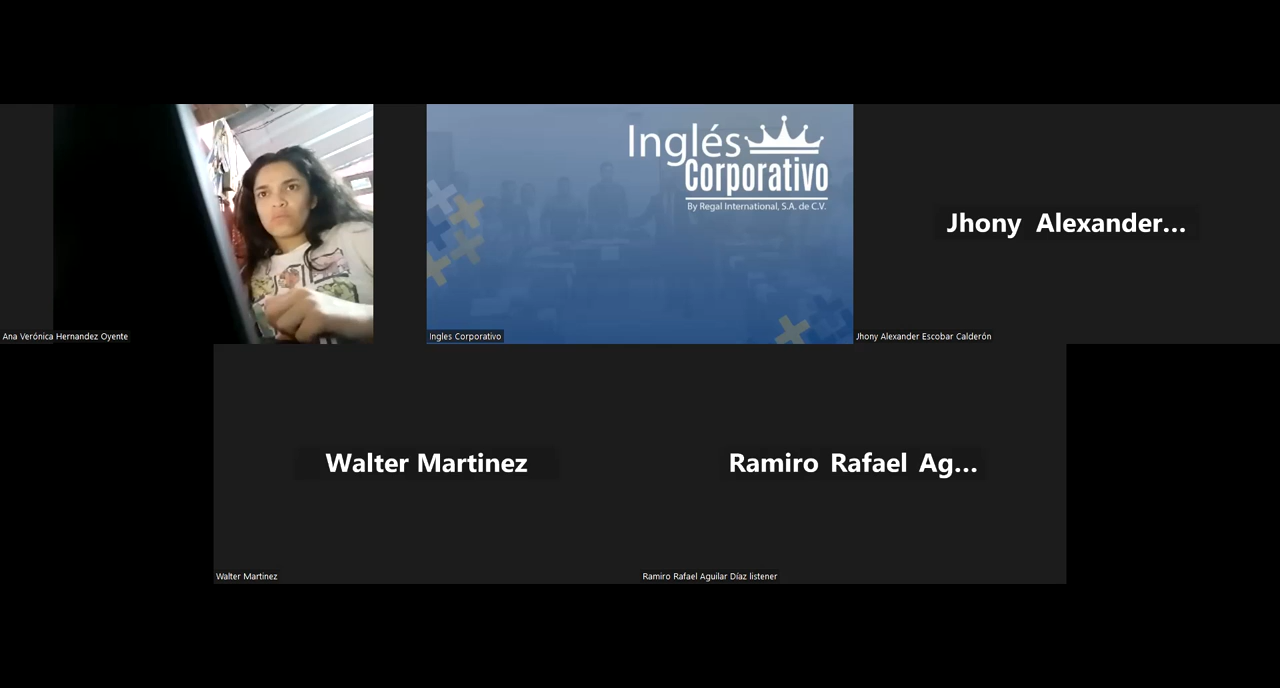 Inglés
Corporativo
By Regal International, S.A. de C.V.
Jhony Alexander...
Ana Verónica Hernandez Oyente
Ingles Corporativo
Jhony Alexander Escobar Calderón
Walter Martinez
Ramiro Rafael Ag...
Walter Martinez
Ramiro Rafael Aguilar Díaz listener